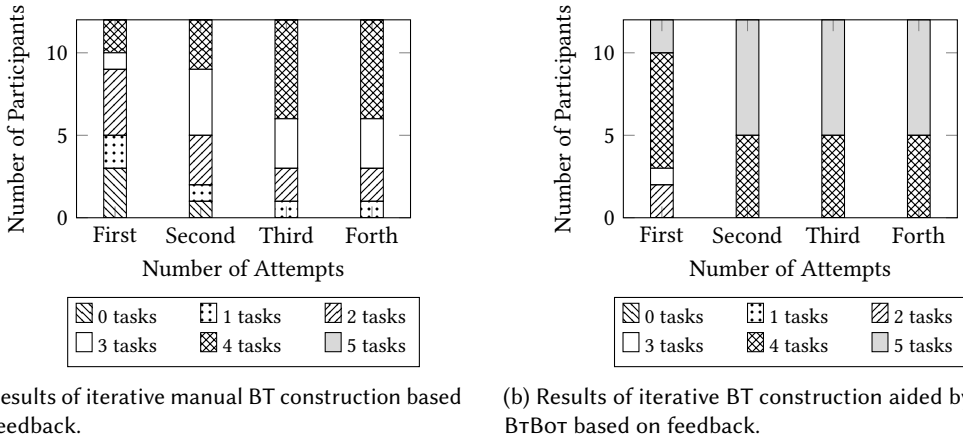 10
5
0
Number of Participants
First Second Third Forth
Number of Attempts
0 tasks 1 tasks 2 tasks
3 tasks 4 tasks 5 tasks
esults of iterative manual BT construction based
eedback.
10
5
0
Number of Participants
First Second Third Forth
Number of Attempts
0 tasks 1 tasks 2 tasks
3 tasks 4 tasks 5 tasks
(b) Results of iterative BT construction aided by
BTBOT based on feedback.